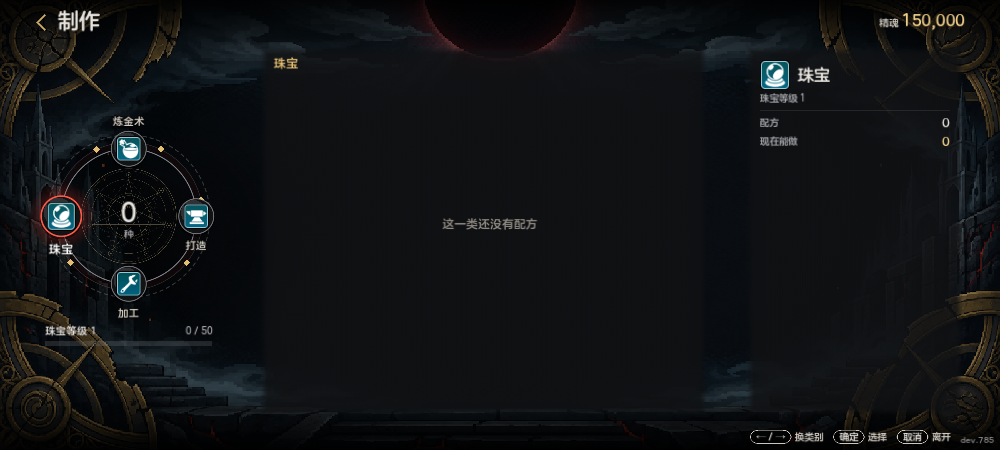 制作
精魂 150,000
珠宝
珠宝
珠宝等级 1
配方 0
现在能做 0
炼金术
0
种
珠宝
打造
加工
珠宝等级 1 0 / 50
这一类还没有配方
←/→ 换类别 确定 选择 取消 离开
dev.785